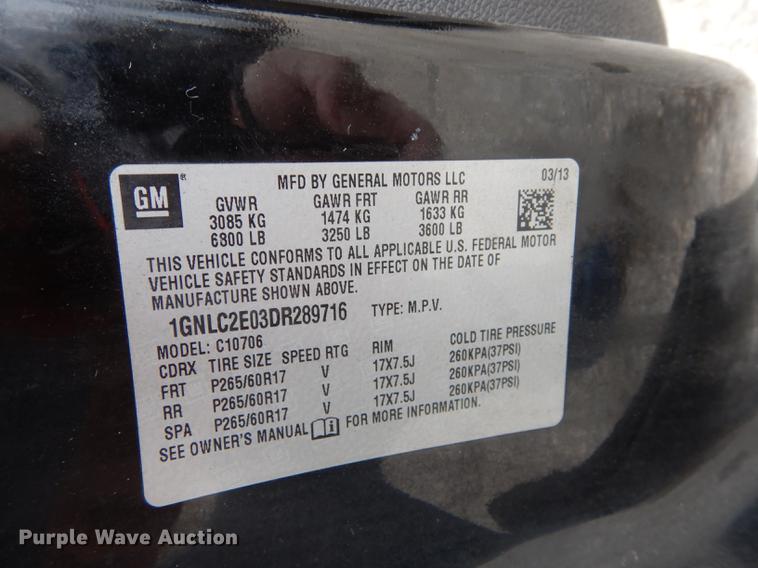 GM ®
MFD BY GENERAL MOTORS LLC 03/13
GVWR GAWR FRT GAWR RR
3085 KG 1474 KG 1633 KG
6800 LB 3250 LB 3600 LB
THIS VEHICLE CONFORMS TO ALL APPLICABLE U.S. FEDERAL MOTOR
VEHICLE SAFETY STANDARDS IN EFFECT ON THE DATE OF
MANUFACTURE SHOWN ABOVE.
1GNLC2E03DR289716 TYPE: M.P.V.
MODEL: C10706
CDRX TIRE SIZE SPEED RTG RIM COLD TIRE PRESSURE
FRT P265/60R17 V 17X7.5J 260KPA(37PSI)
RR P265/60R17 V 17X7.5J 260KPA(37PSI)
SPA P265/60R17 V 17X7.5J 260KPA(37PSI)
SEE OWNER'S MANUAL FOR MORE INFORMATION.
Purple Wave Auction